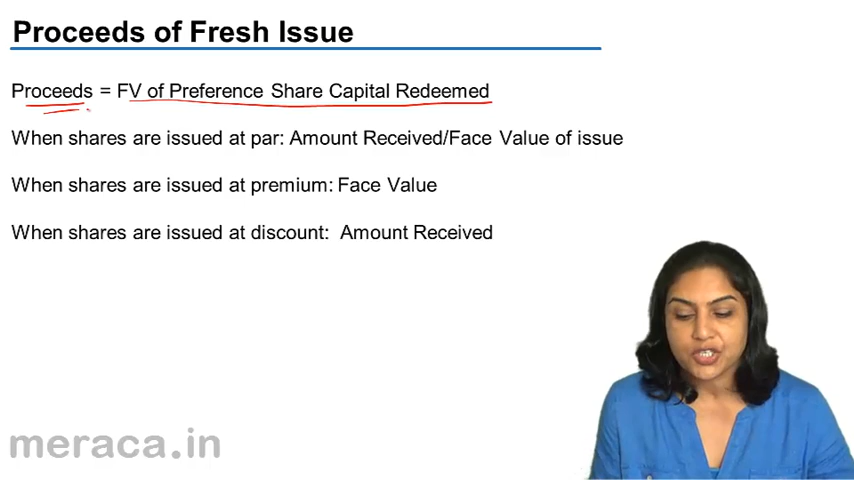 Proceeds of Fresh Issue
Proceeds = FV of Preference Share Capital Redeemed
When shares are issued at par: Amount Received/Face Value of issue
When shares are issued at premium: Face Value
When shares are issued at discount: Amount Received
meraca.in